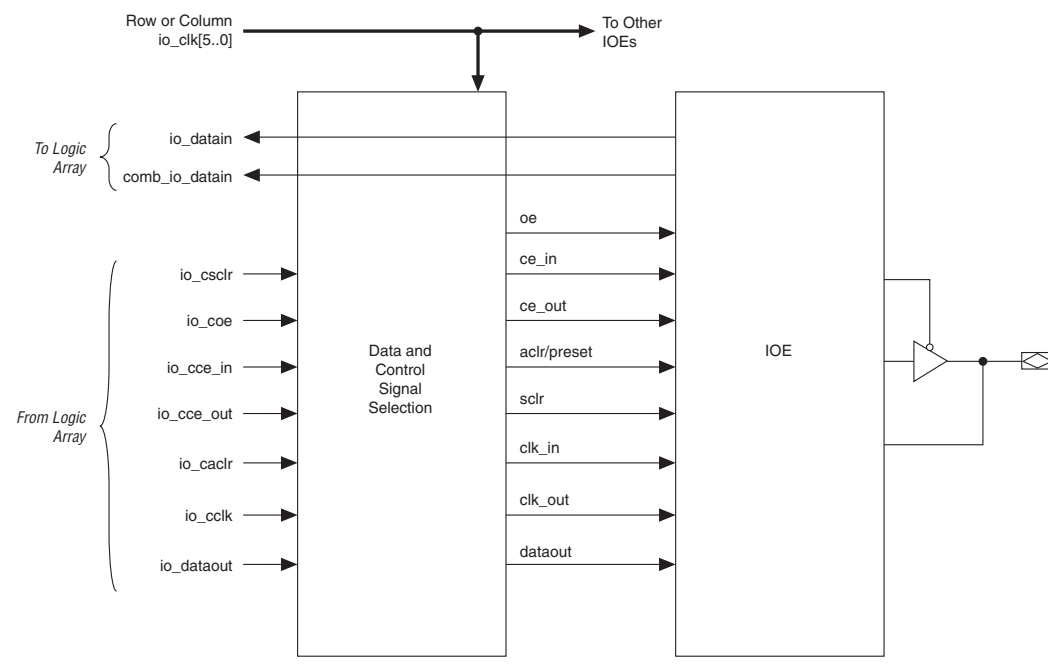 Row or Column
io_clk[5..0]
To Other
IOEs
To Logic
Array
io_datain
comb_io_datain
oe
ce_in
ce_out
aclr/preset
sclr
clk_in
clk_out
dataout
From Logic
Array
io_csclr
io_coe
io_cce_in
io_cce_out
io_caclr
io_cclk
io_dataout
Data and
Control
Signal
Selection
IOE